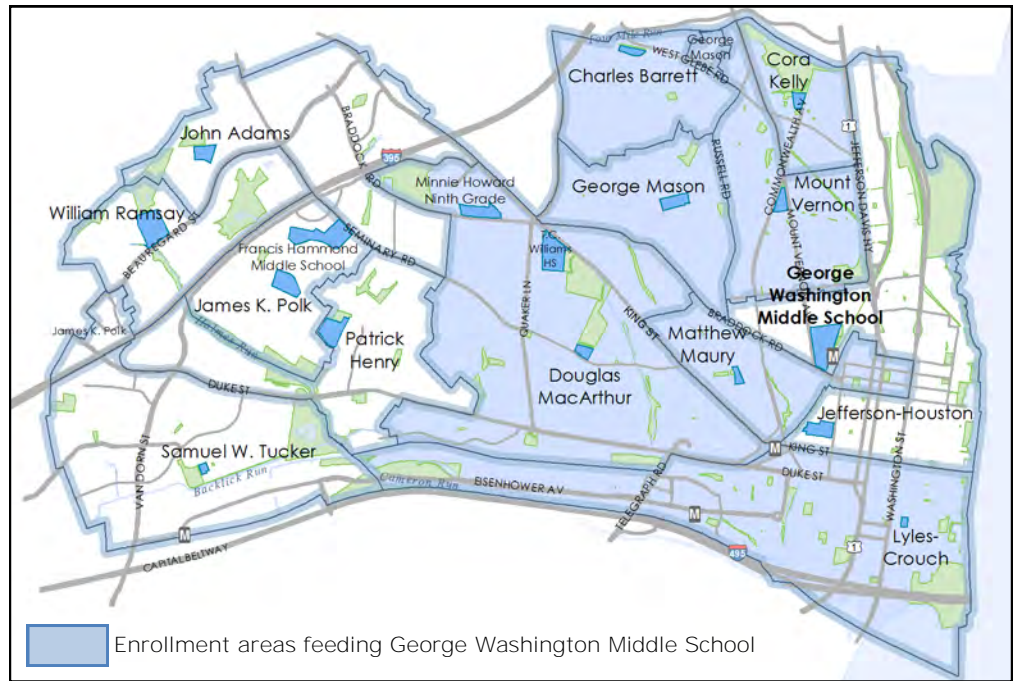 Four Mile Run
George
Mason
WEST GLEBE RD
Charles Barrett
Cora
Kelly
COMMONWEALTH AV
1
JEFFERSON DAVIS HY
John Adams
BRADDOCK RD
395
Minnie Howard
Ninth Grade
George Mason
RUSSELL RD
Mount
Vernon
MOUNT VERNON AV
William Ramsay
BEAUREGARD ST
Francis Hammond
Middle School
SEMINARY RD
T.C.
Williams
HS
George
Washington
Middle School
James K. Polk
James K. Polk
Holmes Run
Patrick
Henry
QUAKER LN
KING ST
BRADDOCK RD
Matthew
Maury
M
Douglas
MacArthur
DUKE ST
Jefferson-Houston
Samuel W. Tucker
VAN DORN ST
Backlick Run
Cameron Run
EISENHOWER AV
TELEGRAPH RD
M
KING ST
DUKE ST
WASHINGTON ST
M
M
CAPITAL BELTWAY
495
1
Lyles-
Crouch
Enrollment areas feeding George Washington Middle School